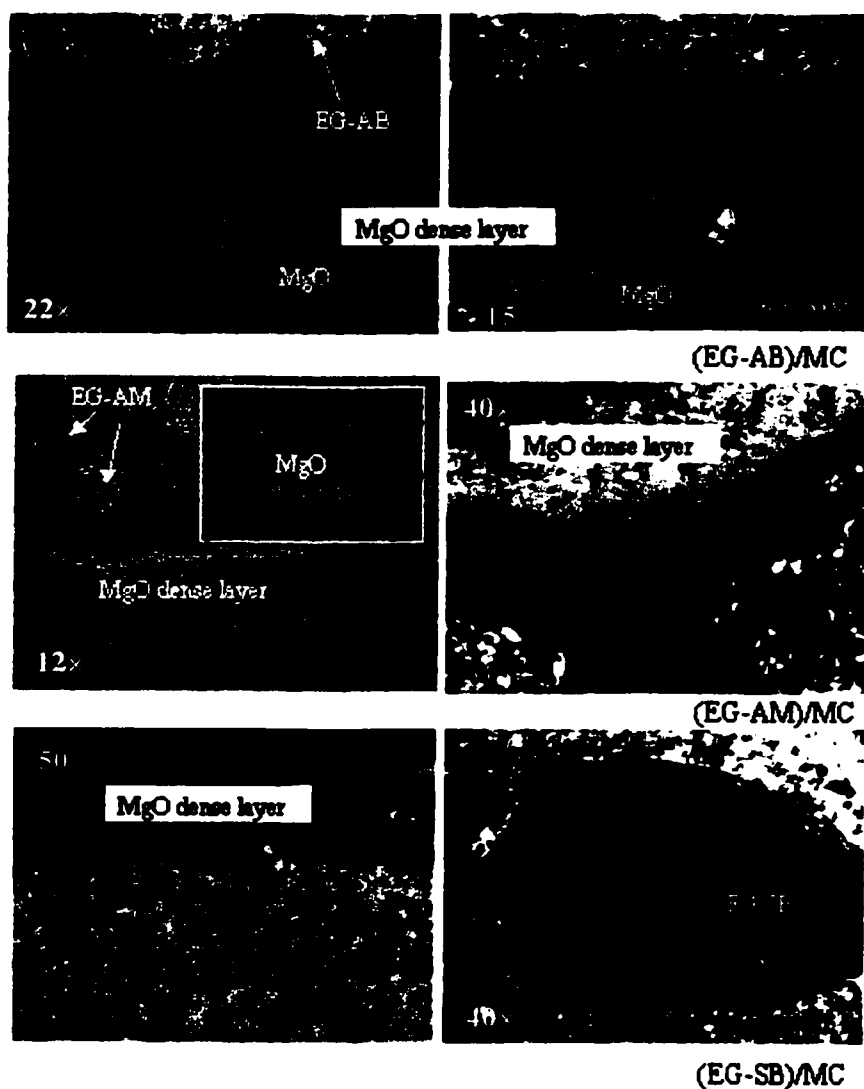 EG-AB
MgO dense layer
MgO
22×
MgO
(EG-AB)/MC
EG-AM
MgO
MgO dense layer
12×
40×
MgO dense layer
(EG-AM)/MC
50
MgO dense layer
40×
(EG-SB)/MC